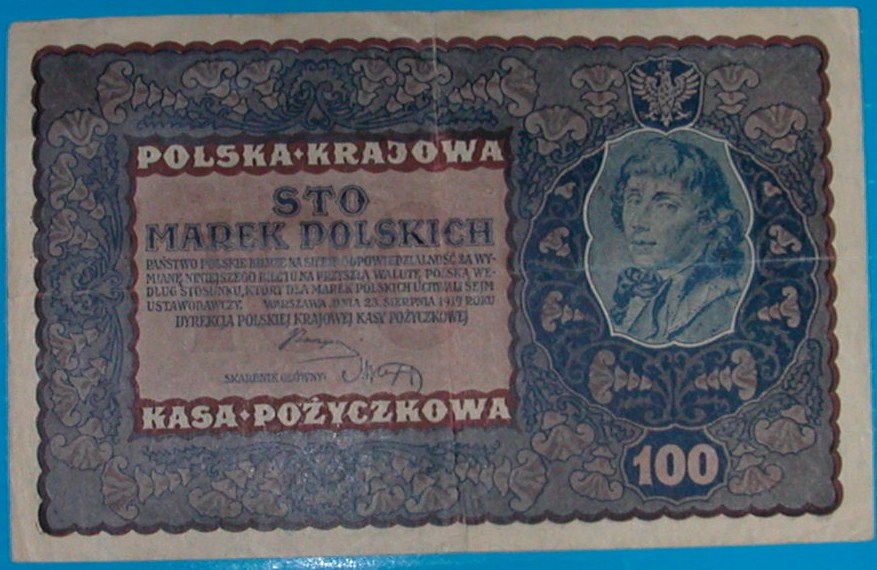 POLSKA·KRAJOWA
STO
MAREK POLSKICH
PAŃSTWO POLSKIE BIERZE NA SIEBIE ODPOWIEDZIALNOŚĆ ZA WY-
MIANĘ NINIEJSZEGO BILETU NA PRZYSZŁĄ WALUTĘ POLSKĄ WE-
DŁUG STOSUNKU, KTÓRY DLA MAREK POLSKICH UCHWALI SEJM
USTAWODAWCZY. WARSZAWA, DNIA 23 SIERPNIA 1919 ROKU
DYREKCJA POLSKIEJ KRAJOWEJ KASY POŻYCZKOWEJ
SKARBNIK GŁÓWNY:
KASA·POŻYCZKOWA
100